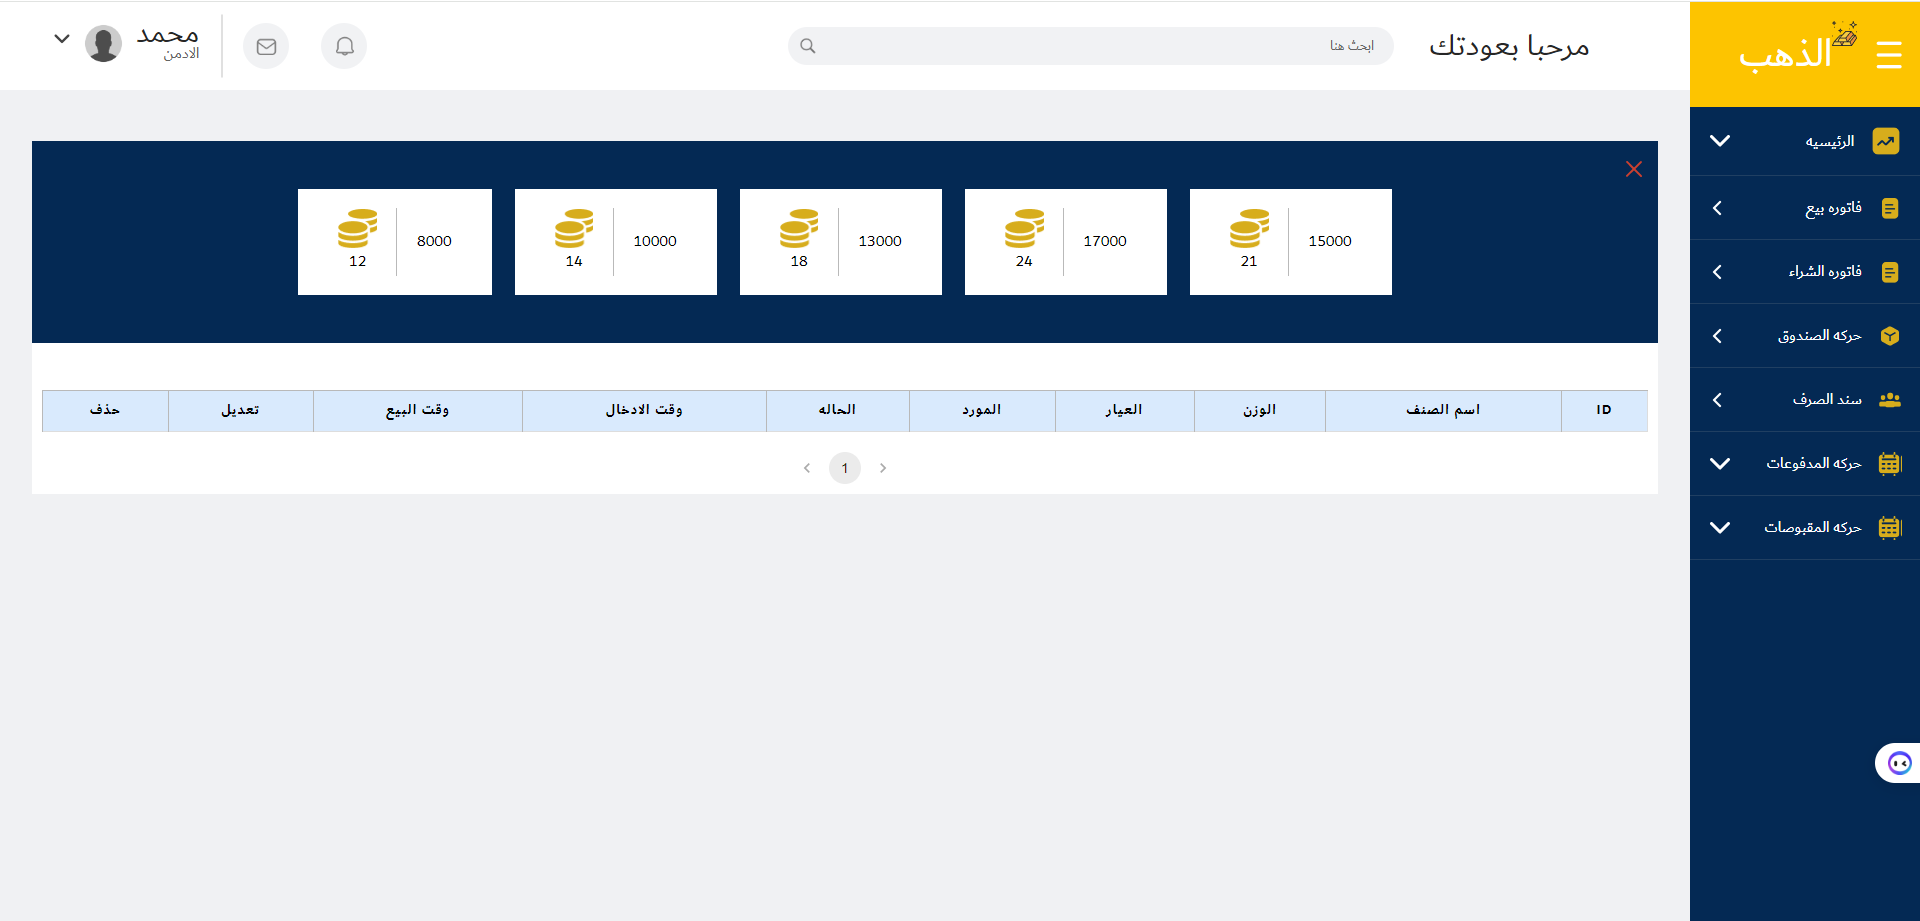 الذهب
مرحبا بعودتك
ابحث هنا
محمد
الادمن
الرئيسيه
فاتوره بيع
فاتوره الشراء
حركه الصندوق
سند الصرف
حركه المدفوعات
حركه المقبوصات
15000
21
17000
24
13000
18
10000
14
8000
12
ID اسم الصنف الوزن العيار المورد الحاله وقت الادخال وقت البيع تعديل حذف
1